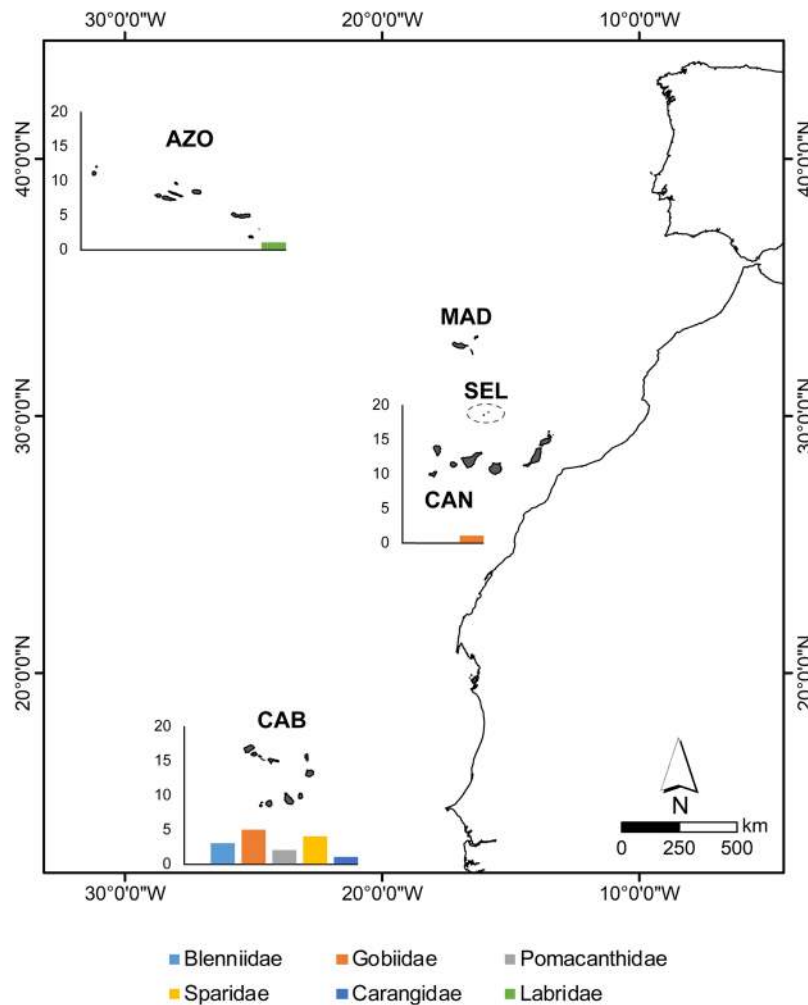 30°0'0"W 20°0'0"W 10°0'0"W
40°0'0"N 40°0'0"N
20
15
10
5
0
AZO
MAD
SEL
30°0'0"N 30°0'0"N
20
15
10
5
0
CAN
20°0'0"N 20°0'0"N
CAB
20
15
10
5
0
N
km
0 250 500
30°0'0"W 20°0'0"W 10°0'0"W
Blenniidae Gobiidae Pomacanthidae
Sparidae Carangidae Labridae